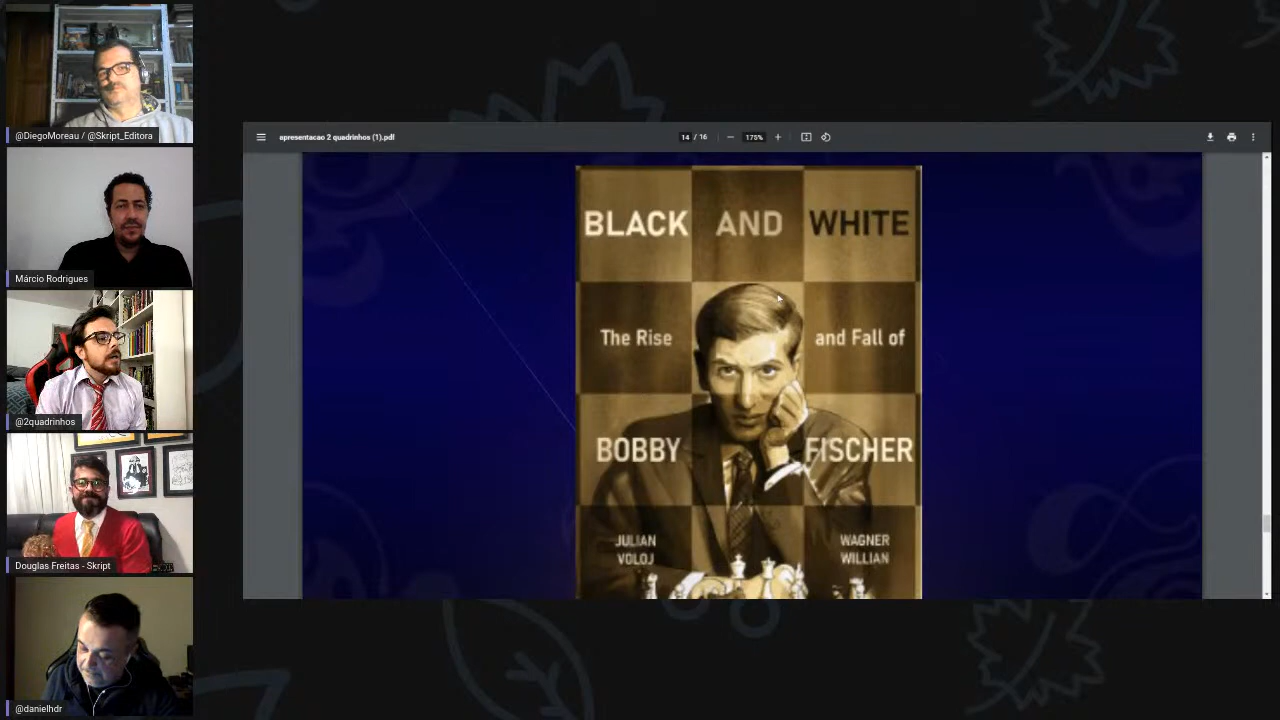 @DiegoMoreau / @Skript_Editora
Márcio Rodrigues
@2quadrinhos
Douglas Freitas - Skript
@danielhdr
apresentacao 2 quadrinhos (1).pdf
14 / 16
175%
BLACK AND WHITE
The Rise and Fall of
BOBBY FISCHER
JULIAN VOLOJ
WAGNER WILLIAN